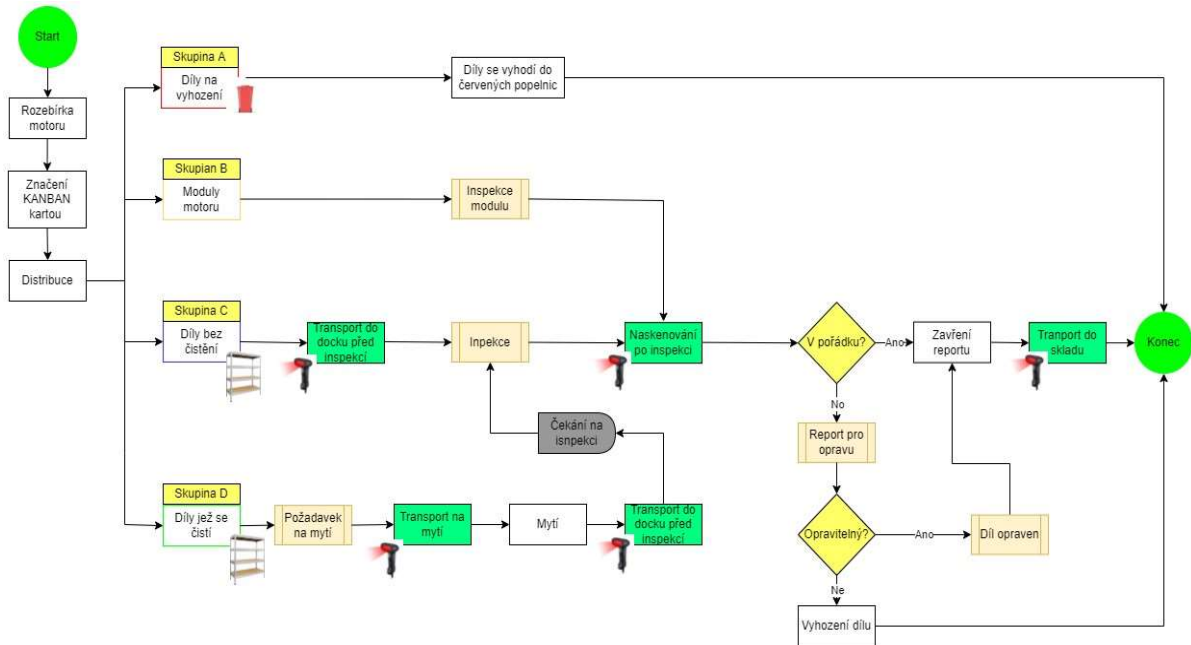 Start
Rozebírka
motoru
Značení
KANBAN
kartou
Distribuce
Skupina A
Díly na
vyhození
Díly se vyhodí do
červených popelnic
Skupian B
Moduly
motoru
Inspekce
modulu
Skupina C
Díly bez
čistění
Transport do
docku před
inspekcí
Inpekce
Naskenování
po inspekci
V pořádku?
Ano
Zavření
reportu
Tranport do
skladu
Konec
No
Report pro
opravu
Čekání na
isnpekci
Skupina D
Díly jež se
čistí
Požadavek
na mytí
Transport na
mytí
Mytí
Transport do
docku před
inspekcí
Opravitelný?
Ano
Díl opraven
Ne
Vyhození dílu